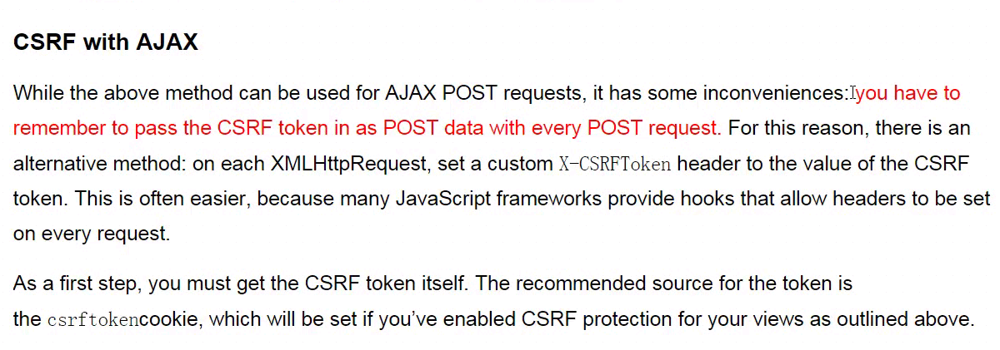 CSRF with AJAX
While the above method can be used for AJAX POST requests, it has some inconveniences: you have to
remember to pass the CSRF token in as POST data with every POST request. For this reason, there is an
alternative method: on each XMLHttpRequest, set a custom X-CSRFToken header to the value of the CSRF
token. This is often easier, because many JavaScript frameworks provide hooks that allow headers to be set
on every request.
As a first step, you must get the CSRF token itself. The recommended source for the token is
the csrftokencookie, which will be set if you’ve enabled CSRF protection for your views as outlined above.